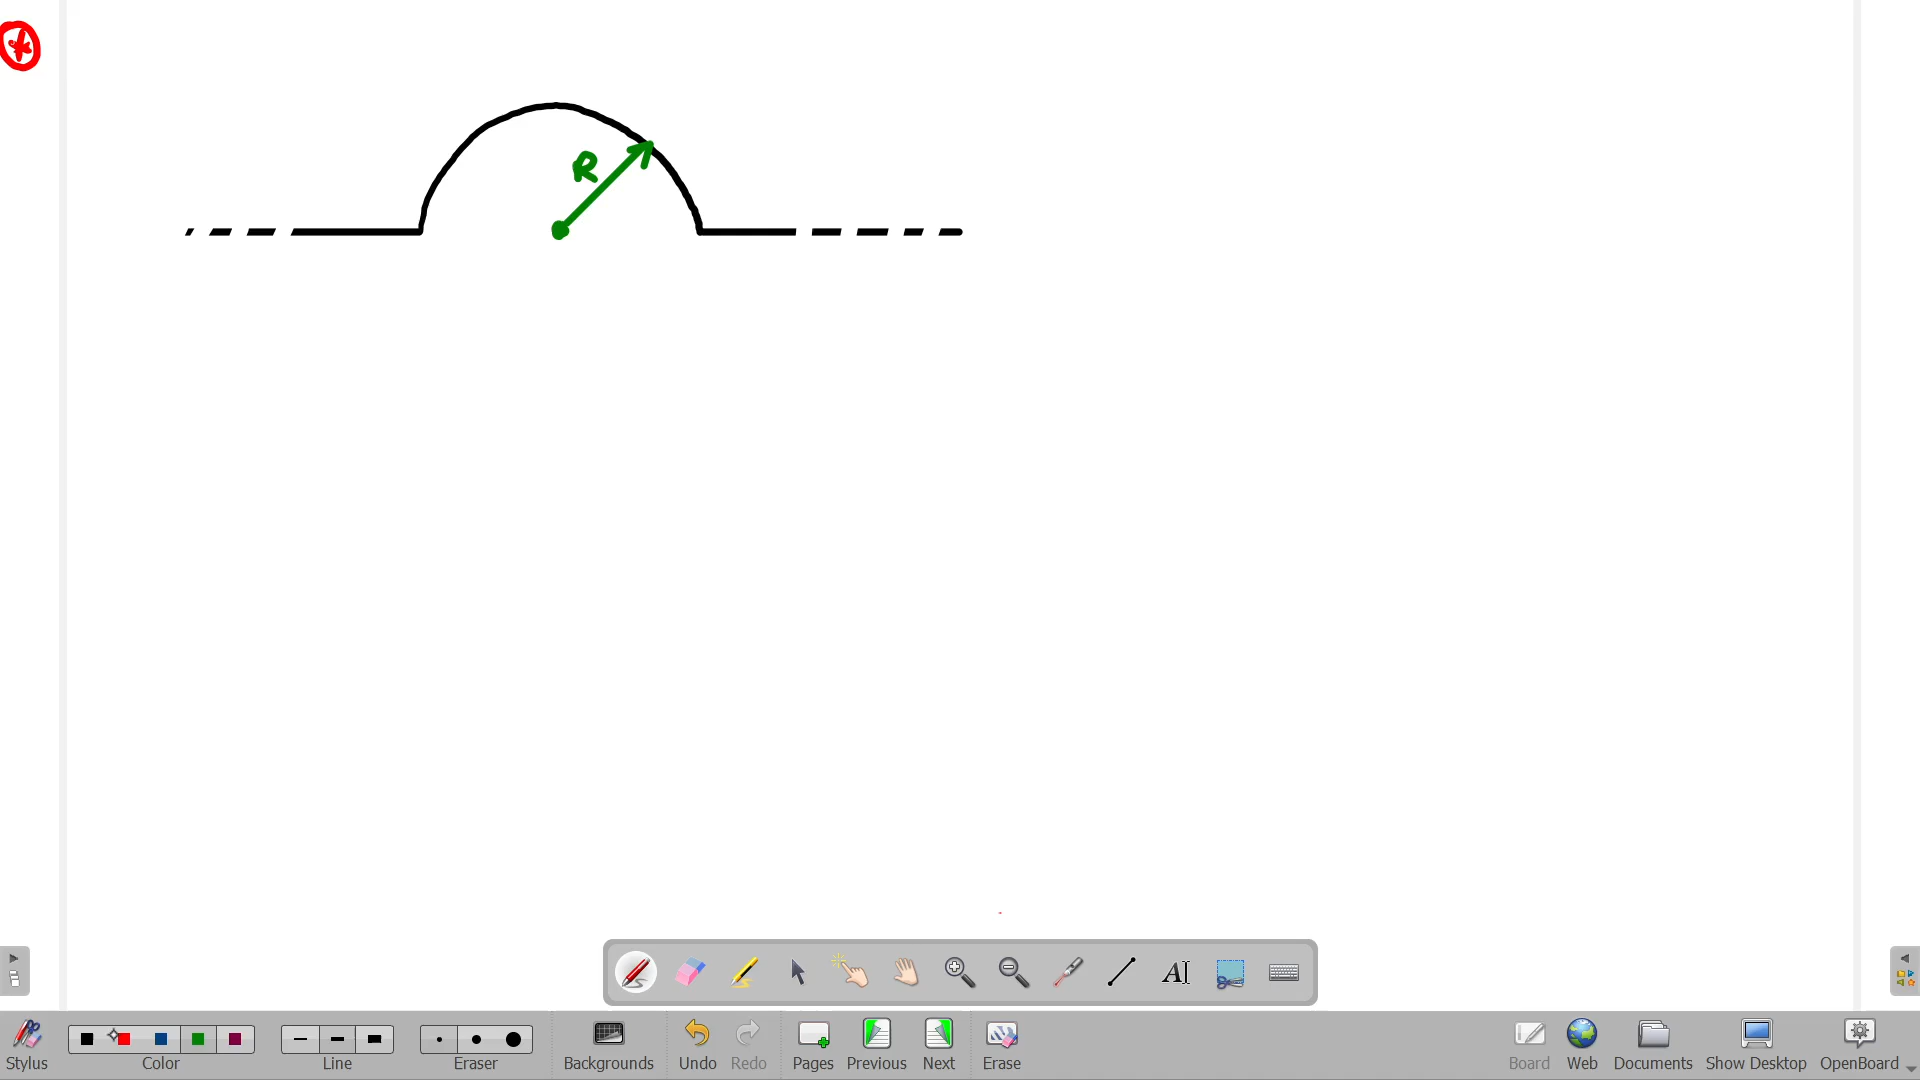 R
Stylus
Color
Line
Eraser
Backgrounds
Undo
Redo
Pages
Previous
Next
Erase
Board
Web
Documents
Show Desktop
OpenBoard